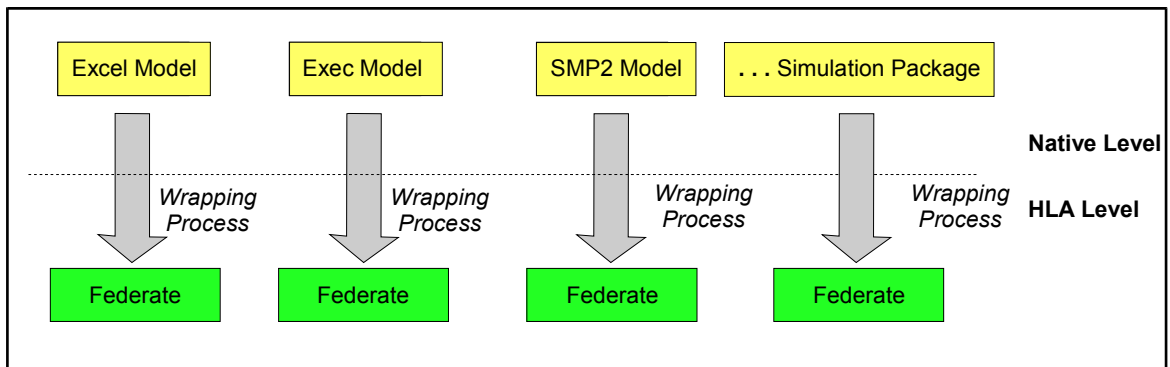 Excel Model
Exec Model
SMP2 Model
. . . Simulation Package
Native Level
Wrapping
Process
Wrapping
Process
Wrapping
Process
Wrapping
Process
HLA Level
Federate
Federate
Federate
Federate